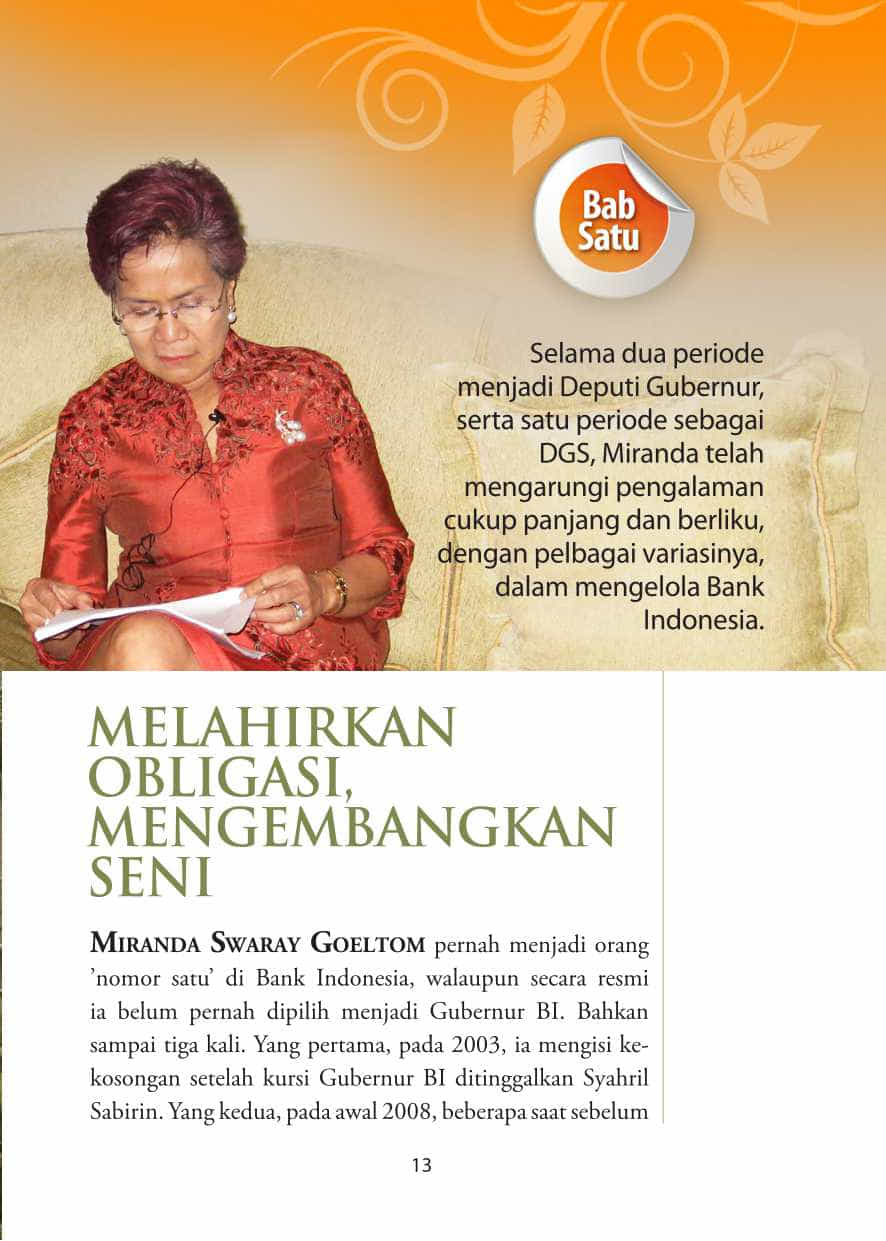 Bab
Satu
Selama dua periode
menjadi Deputi Gubernur,
serta satu periode sebagai
DGS, Miranda telah
mengarungi pengalaman
cukup panjang dan berliku,
dengan pelbagai variasinya,
dalam mengelola Bank
Indonesia.
MELAHIRKAN
OBLIGASI,
MENGEMBANGKAN
SENI
MIRANDA SWARAY GOELTOM pernah menjadi orang
’nomor satu’ di Bank Indonesia, walaupun secara resmi
ia belum pernah dipilih menjadi Gubernur BI. Bahkan
sampai tiga kali. Yang pertama, pada 2003, ia mengisi ke-
kosongan setelah kursi Gubernur BI ditinggalkan Syahril
Sabirin. Yang kedua, pada awal 2008, beberapa saat sebelum
13